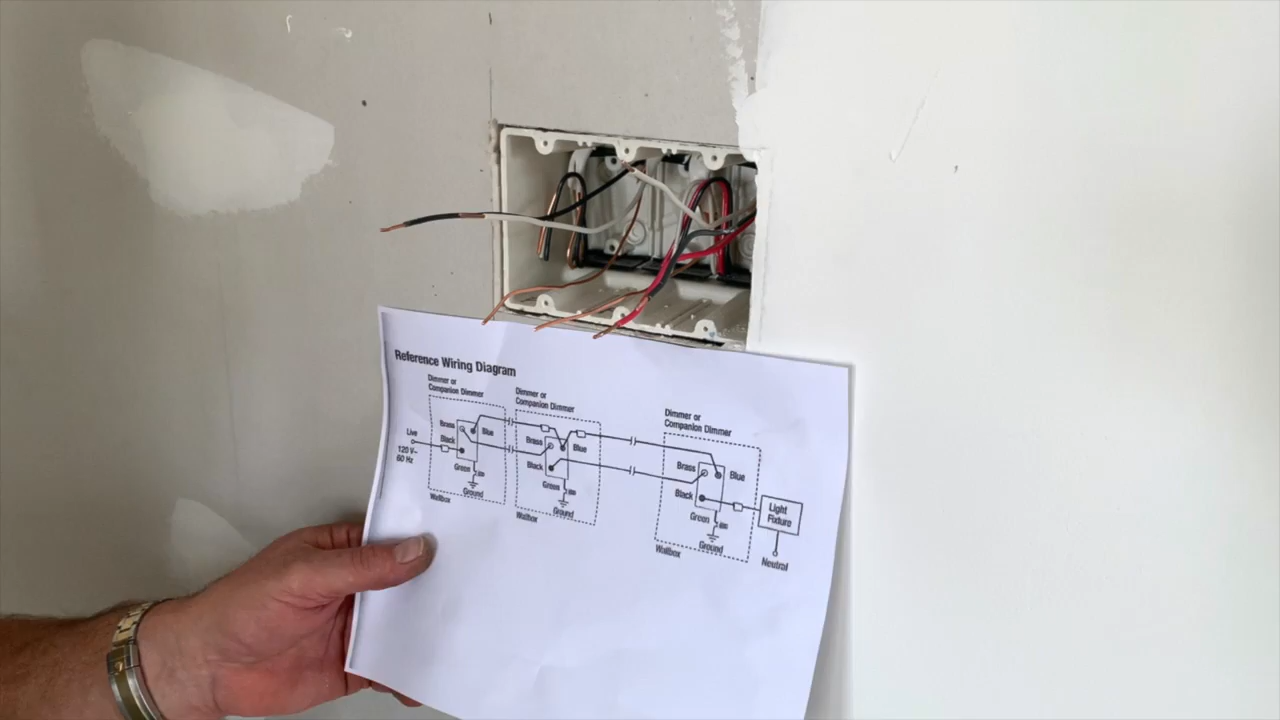 Reference Wiring Diagram
Dimmer or
Companion Dimmer
Brass
Blue
Live
120 V~
60 Hz
Black
Green
Ground
Wallbox
Dimmer or
Companion Dimmer
Brass
Blue
Black
Green
Ground
Wallbox
Dimmer or
Companion Dimmer
Brass
Blue
Black
Green
Ground
Wallbox
Light
Fixture
Neutral